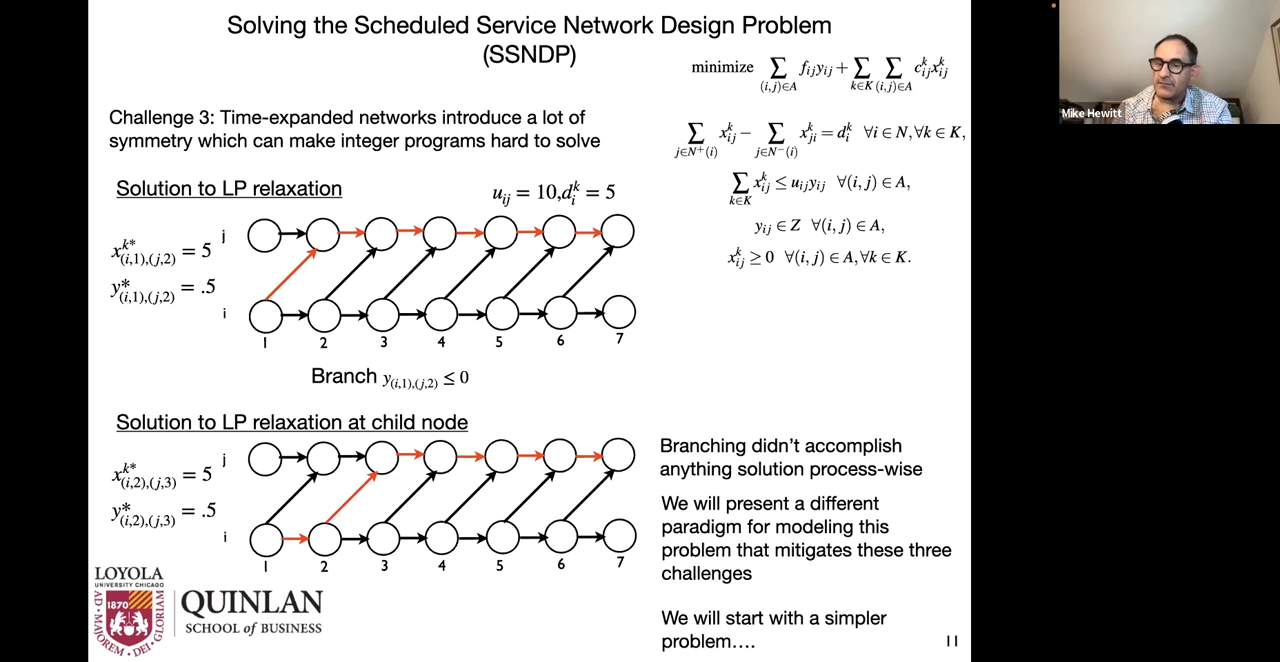 Solving the Scheduled Service Network Design Problem
(SSNDP)
minimize ∑_{(i,j)∈A} f_{ij}y_{ij} + ∑_{k∈K} ∑_{(i,j)∈A} c^k_{ij}x^k_{ij}
Challenge 3: Time-expanded networks introduce a lot of
symmetry which can make integer programs hard to solve
∑_{j∈N⁺(i)} x^k_{ij} − ∑_{j∈N⁻(i)} x^k_{ji} = d^k_i ∀i ∈ N, ∀k ∈ K,
∑_{k∈K} x^k_{ij} ≤ u_{ij}y_{ij} ∀(i,j) ∈ A,
y_{ij} ∈ Z ∀(i,j) ∈ A,
x^k_{ij} ≥ 0 ∀(i,j) ∈ A, ∀k ∈ K.
Solution to LP relaxation
u_{ij} = 10, d^k_i = 5
x^{k*}_{(i,1),(j,2)} = 5
y^*_{(i,1),(j,2)} = .5
j
i
1 2 3 4 5 6 7
Branch y_{(i,1),(j,2)} ≤ 0
Solution to LP relaxation at child node
x^{k*}_{(i,2),(j,3)} = 5
y^*_{(i,2),(j,3)} = .5
j
i
1 2 3 4 5 6 7
Branching didn't accomplish
anything solution process-wise
We will present a different
paradigm for modeling this
problem that mitigates these three
challenges
We will start with a simpler
problem….
LOYOLA
UNIVERSITY CHICAGO
1870
AD • MAJOREM • DEI • GLORIAM
QUINLAN
SCHOOL of BUSINESS
11
Mike Hewitt